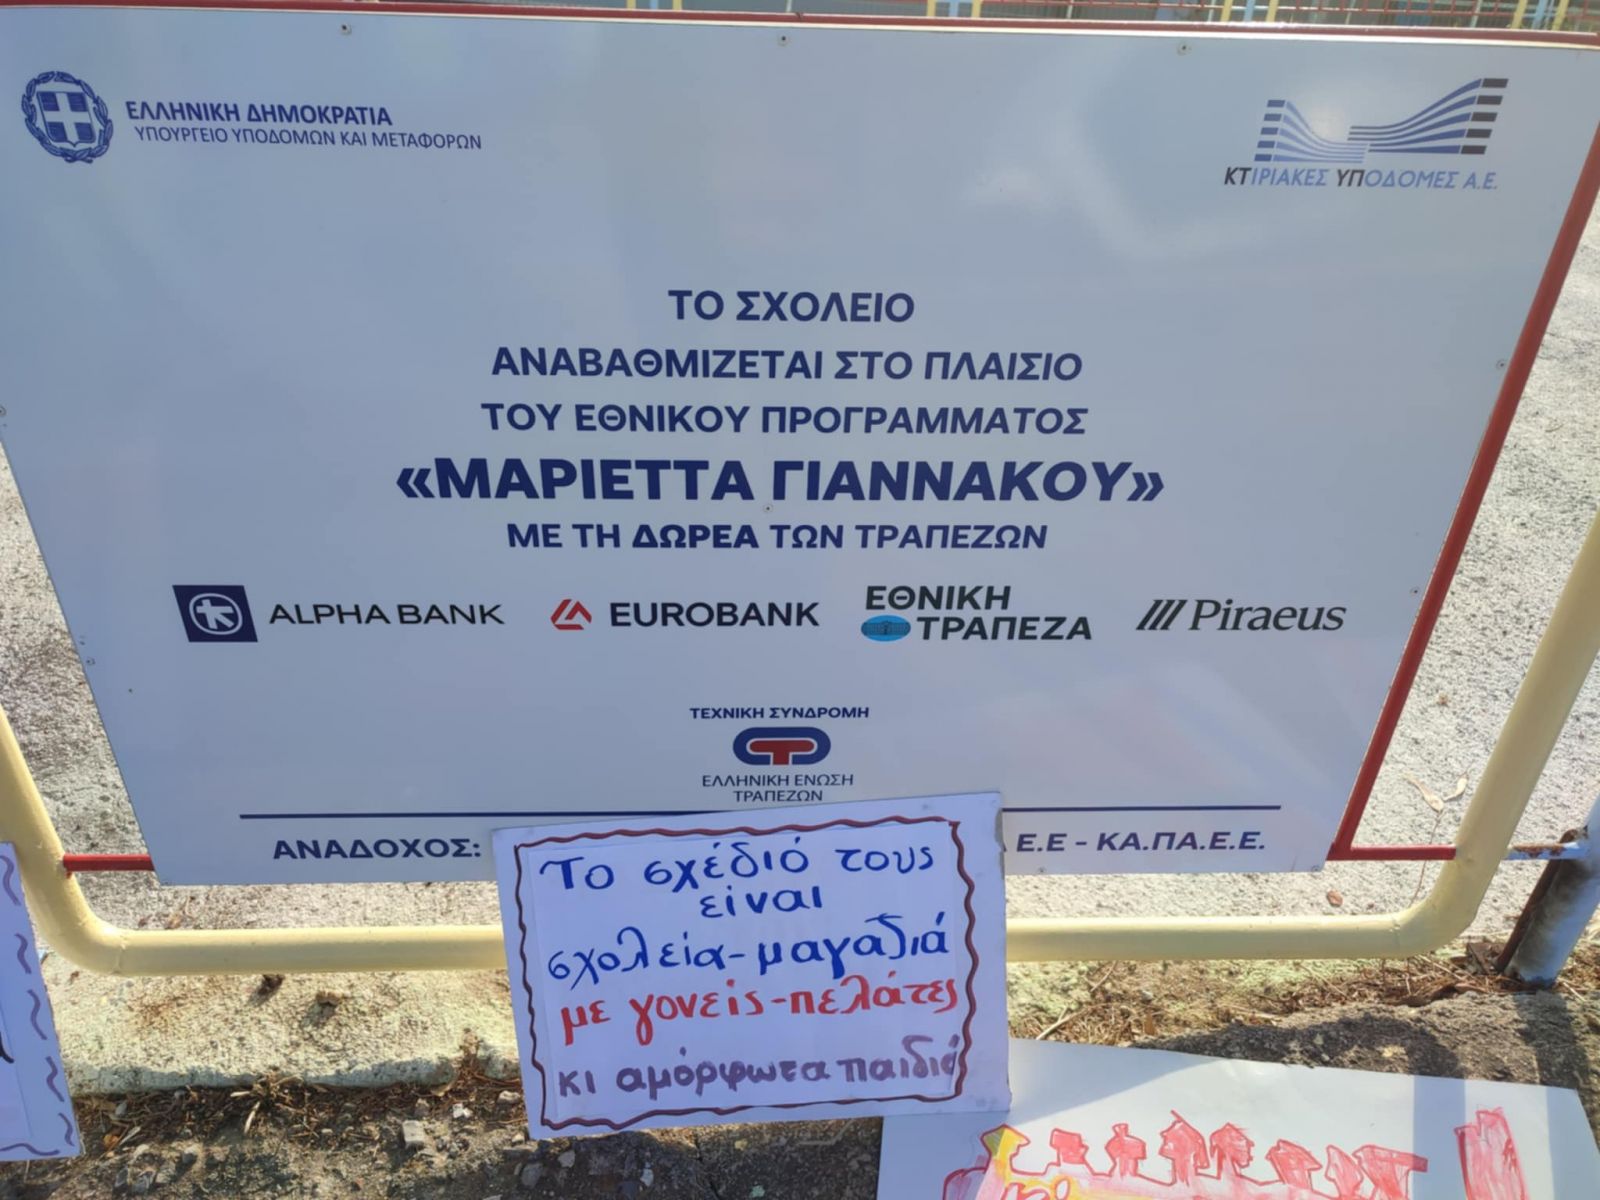 ΕΛΛΗΝΙΚΗ ΔΗΜΟΚΡΑΤΙΑ
ΥΠΟΥΡΓΕΙΟ ΥΠΟΔΟΜΩΝ ΚΑΙ ΜΕΤΑΦΟΡΩΝ
ΚΤΙΡΙΑΚΕΣ ΥΠΟΔΟΜΕΣ Α.Ε.
ΤΟ ΣΧΟΛΕΙΟ
ΑΝΑΒΑΘΜΙΖΕΤΑΙ ΣΤΟ ΠΛΑΙΣΙΟ
ΤΟΥ ΕΘΝΙΚΟΥ ΠΡΟΓΡΑΜΜΑΤΟΣ
«ΜΑΡΙΕΤΤΑ ΓΙΑΝΝΑΚΟΥ»
ΜΕ ΤΗ ΔΩΡΕΑ ΤΩΝ ΤΡΑΠΕΖΩΝ
ALPHA BANK
EUROBANK
ΕΘΝΙΚΗ
ΤΡΑΠΕΖΑ
Piraeus
ΤΕΧΝΙΚΗ ΣΥΝΔΡΟΜΗ
ΕΛΛΗΝΙΚΗ ΕΝΩΣΗ
ΤΡΑΠΕΖΩΝ
ΑΝΑΔΟΧΟΣ: Ε.Ε - ΚΑ.ΠΑ.Ε.Ε.
Το σχέδιό τους
είναι
σχολεία-μαγαζιά
με γονείς-πελάτες
κι αμόρφωτα παιδιά